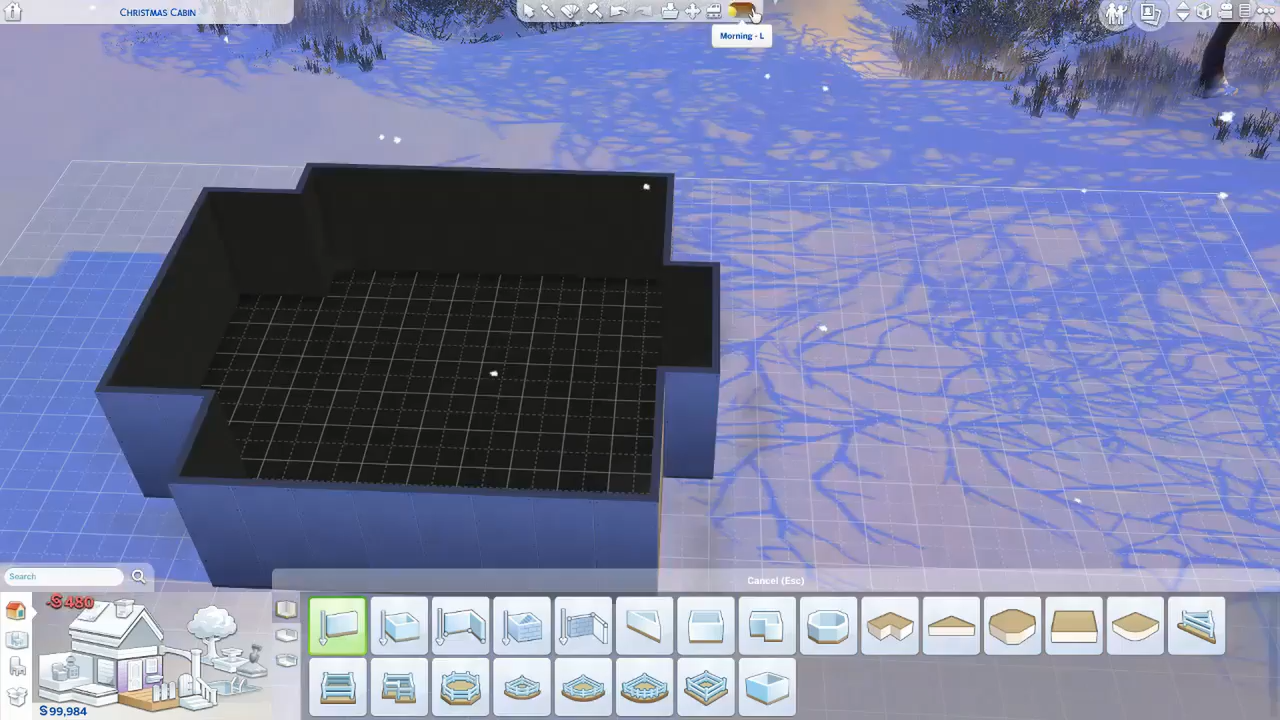 CHRISTMAS CABIN
Morning - L
Cancel (Esc)
Search
-§480
§99,984